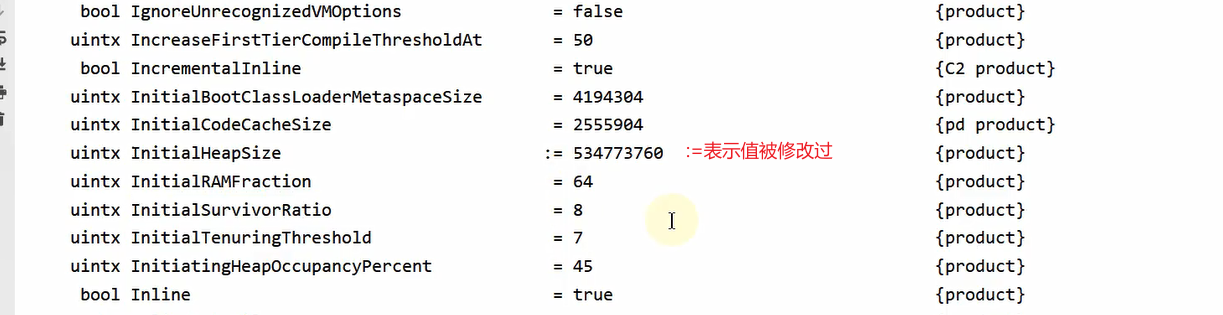 bool IgnoreUnrecognizedVMOptions = false {product}
uintx IncreaseFirstTierCompileThresholdAt = 50 {product}
bool IncrementalInline = true {C2 product}
uintx InitialBootClassLoaderMetaspaceSize = 4194304 {product}
uintx InitialCodeCacheSize = 2555904 {pd product}
uintx InitialHeapSize := 534773760 :=表示值被修改过 {product}
uintx InitialRAMFraction = 64 {product}
uintx InitialSurvivorRatio = 8 {product}
uintx InitialTenuringThreshold = 7 {product}
uintx InitiatingHeapOccupancyPercent = 45 {product}
bool Inline = true {product}